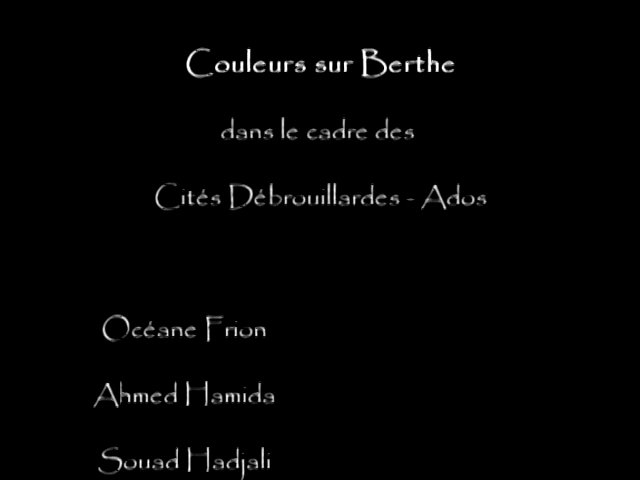 Couleurs sur Berthe
dans le cadre des
Cités Débrouillardes - Ados
Océane Frion
Ahmed Hamida
Souad Hadjali